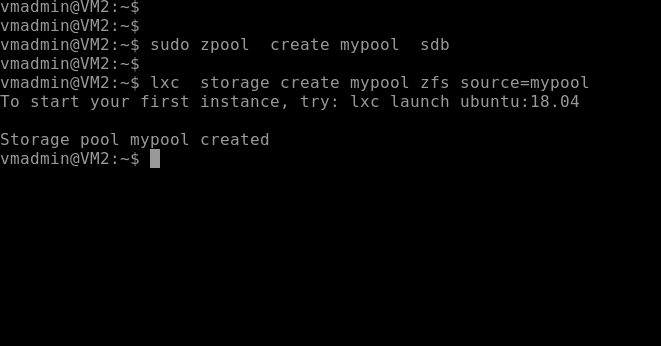 vmadmin@VM2:~$
vmadmin@VM2:~$
vmadmin@VM2:~$ sudo zpool  create mypool  sdb
vmadmin@VM2:~$
vmadmin@VM2:~$ lxc  storage create mypool zfs source=mypool
To start your first instance, try: lxc launch ubuntu:18.04
Storage pool mypool created
vmadmin@VM2:~$